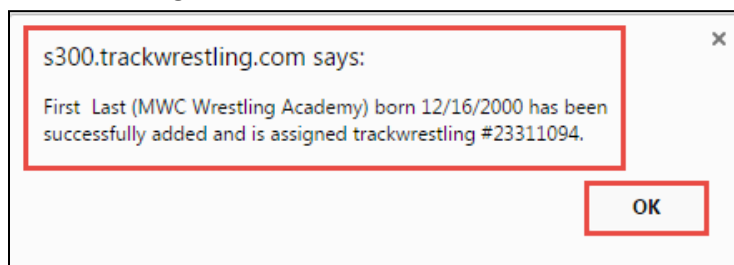 s300.trackwrestling.com says:
First  Last (MWC Wrestling Academy) born 12/16/2000 has been
successfully added and is assigned trackwrestling #23311094.
OK